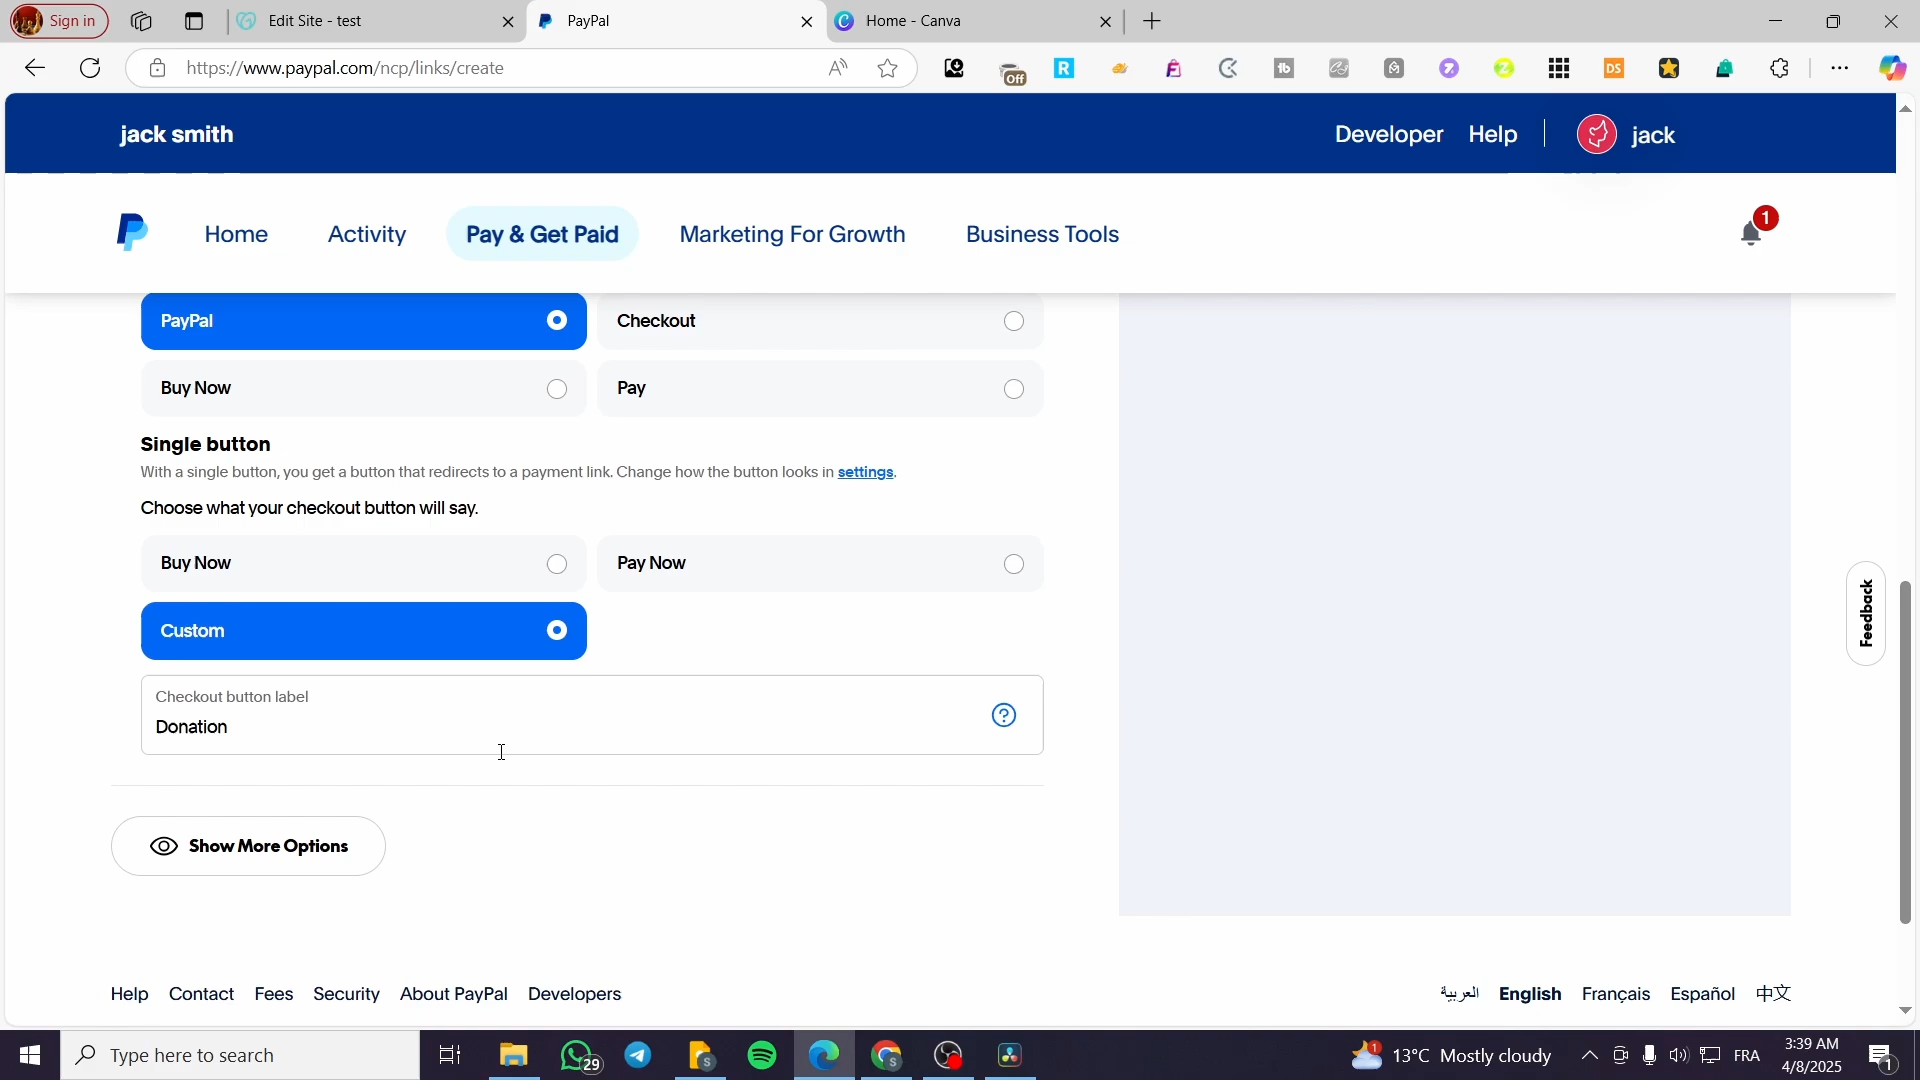 Sign in
Edit Site - test
PayPal
Home - Canva
https://www.paypal.com/ncp/links/create
Off
jack smith
Developer
Help
jack
Home
Activity
Pay & Get Paid
Marketing For Growth
Business Tools
1
PayPal
Checkout
Buy Now
Pay
Single button
With a single button, you get a button that redirects to a payment link. Change how the button looks in settings.
Choose what your checkout button will say.
Buy Now
Pay Now
Custom
Checkout button label
Donation
Feedback
Show More Options
Help
Contact
Fees
Security
About PayPal
Developers
العربية
English
Français
Español
中文
Type here to search
29
13°C Mostly cloudy
FRA
3:39 AM
4/8/2025
1